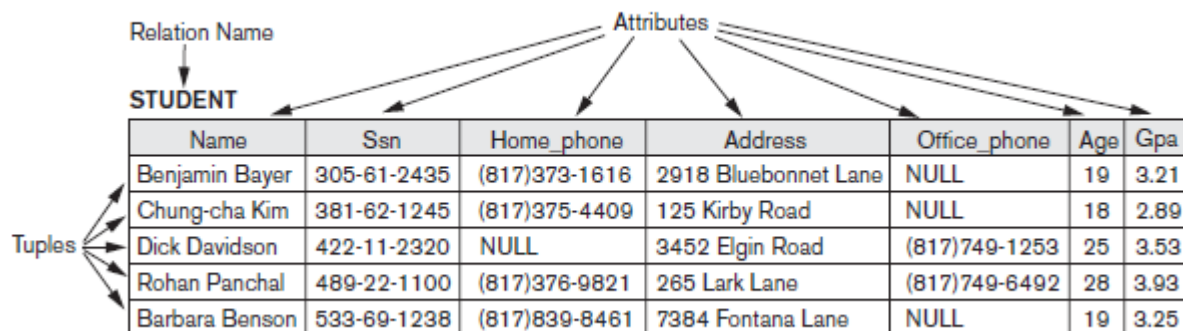 Attributes
Relation Name
STUDENT
Name Ssn Home_phone Address Office_phone Age Gpa
Benjamin Bayer 305-61-2435 (817)373-1616 2918 Bluebonnet Lane NULL 19 3.21
Chung-cha Kim 381-62-1245 (817)375-4409 125 Kirby Road NULL 18 2.89
Tuples Dick Davidson 422-11-2320 NULL 3452 Elgin Road (817)749-1253 25 3.53
Rohan Panchal 489-22-1100 (817)376-9821 265 Lark Lane (817)749-6492 28 3.93
Barbara Benson 533-69-1238 (817)839-8461 7384 Fontana Lane NULL 19 3.25